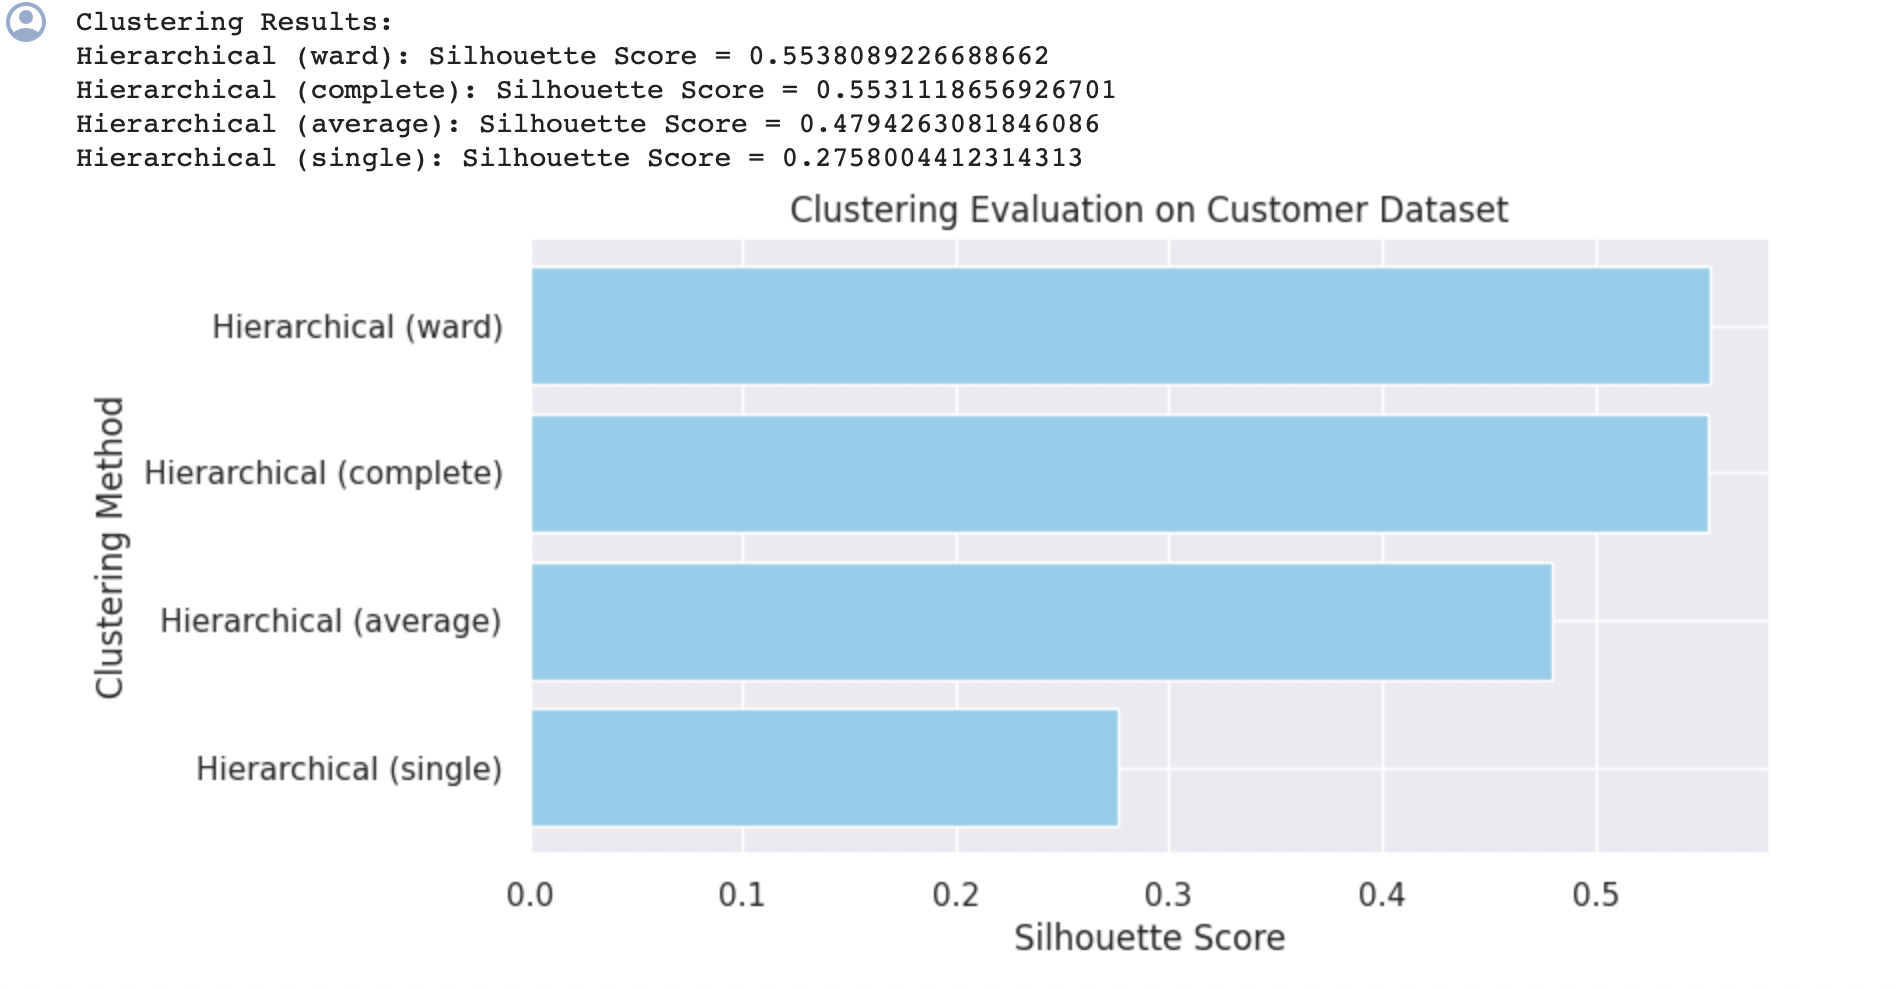 Clustering Results:
Hierarchical (ward): Silhouette Score = 0.5538089226688662
Hierarchical (complete): Silhouette Score = 0.5531118656926701
Hierarchical (average): Silhouette Score = 0.4794263081846086
Hierarchical (single): Silhouette Score = 0.2758004412314313
Clustering Evaluation on Customer Dataset
Clustering Method
Hierarchical (ward)
Hierarchical (complete)
Hierarchical (average)
Hierarchical (single)
0.0 0.1 0.2 0.3 0.4 0.5
Silhouette Score